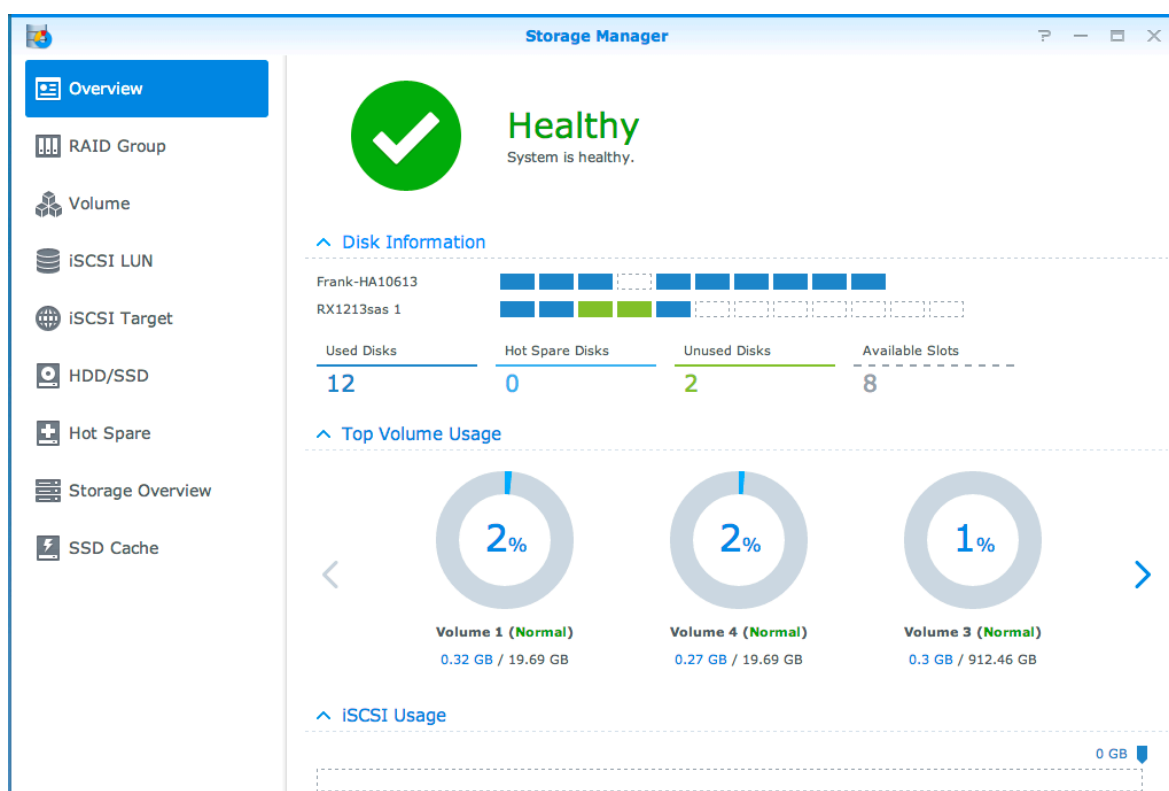 Storage Manager
Overview
RAID Group
Volume
iSCSI LUN
iSCSI Target
HDD/SSD
Hot Spare
Storage Overview
SSD Cache
Healthy
System is healthy.
Disk Information
Frank-HA10613
RX1213sas 1
Used Disks Hot Spare Disks Unused Disks Available Slots
12 0 2 8
Top Volume Usage
2% 2% 1%
Volume 1 (Normal) Volume 4 (Normal) Volume 3 (Normal)
0.32 GB / 19.69 GB 0.27 GB / 19.69 GB 0.3 GB / 912.46 GB
iSCSI Usage
0 GB